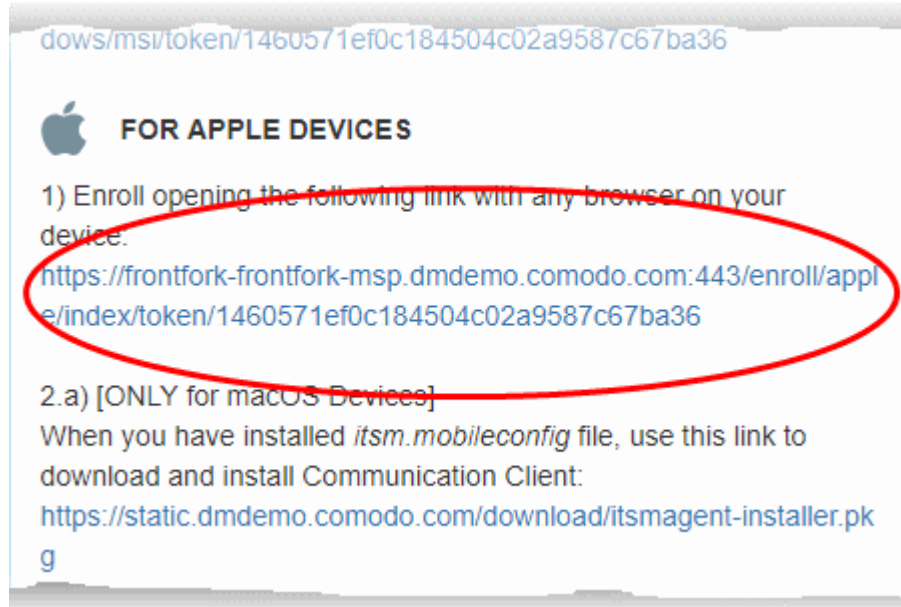 dows/msi/token/1460571ef0c184504c02a9587c67ba36
FOR APPLE DEVICES
1) Enroll opening the following link with any browser on your
device:
https://frontfork-frontfork-msp.dmdemo.comodo.com:443/enroll/appl
e/index/token/1460571ef0c184504c02a9587c67ba36
2.a) [ONLY for macOS Devices]
When you have installed itsm.mobileconfig file, use this link to
download and install Communication Client:
https://static.dmdemo.comodo.com/download/itsmagent-installer.pk
g